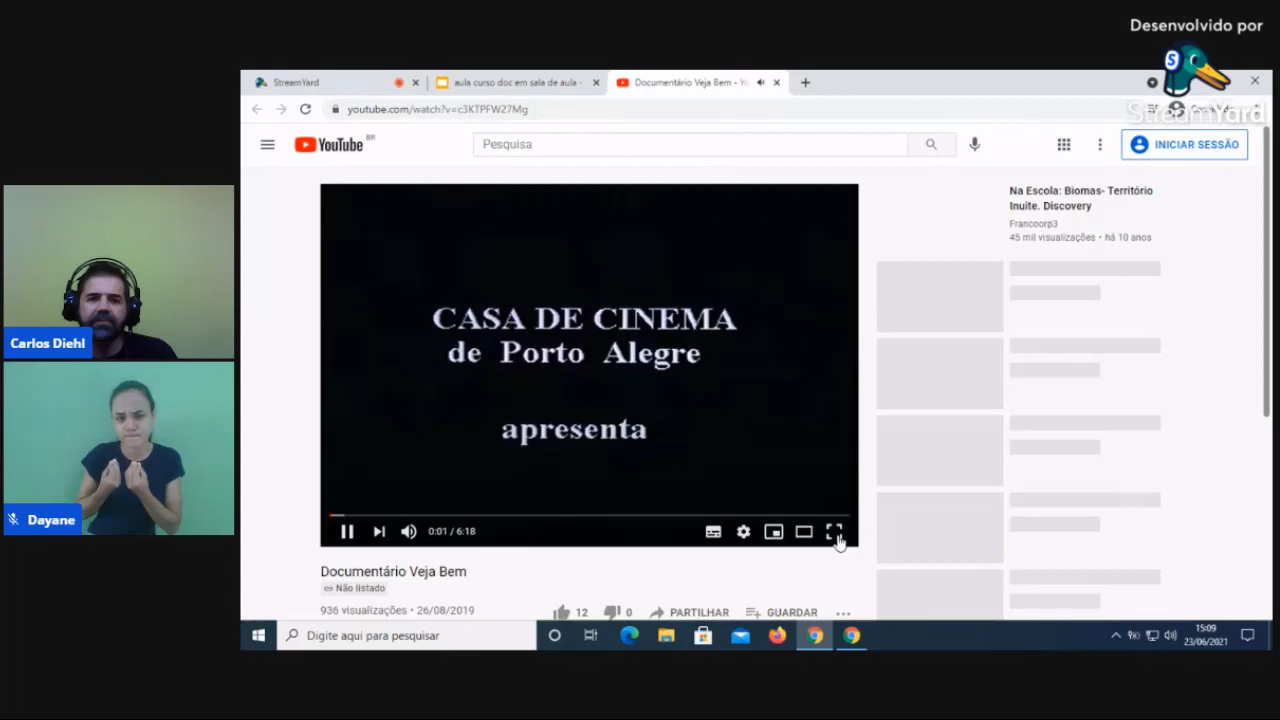 Desenvolvido por
StreamYard
StreamYard
aula curso doc em sala de aula -
Documentário Veja Bem - Yo
youtube.com/watch?v=c3KTPFW27Mg
YouTube BR
Pesquisa
INICIAR SESSÃO
CASA DE CINEMA
de Porto Alegre
apresenta
0:01 / 6:18
Na Escola: Biomas- Território
Inuite. Discovery
Francoorp3
45 mil visualizações • há 10 anos
Carlos Diehl
Dayane
Documentário Veja Bem
Não listado
936 visualizações • 26/08/2019
12
0
PARTILHAR
GUARDAR
Digite aqui para pesquisar
15:09
23/06/2021